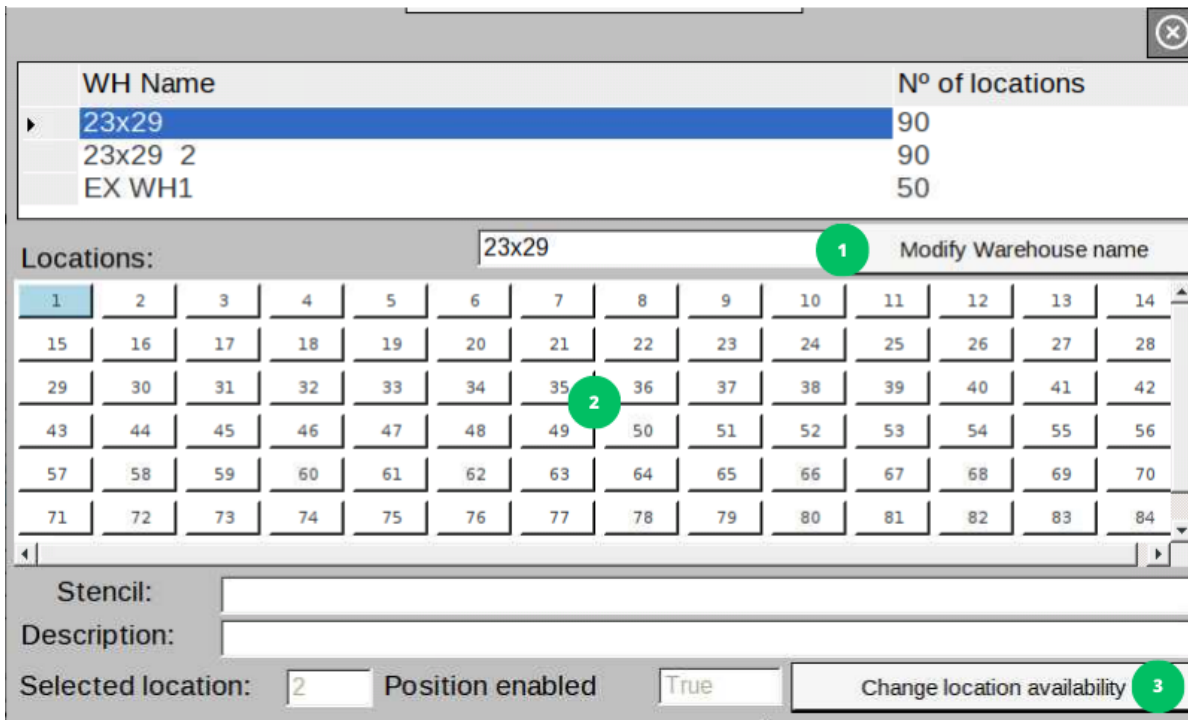 WH Name Nº of locations
23x29 90
23x29 2 90
EX WH1 50
Locations: 23x29 1 Modify Warehouse name
1 2 3 4 5 6 7 8 9 10 11 12 13 14
15 16 17 18 19 20 21 22 23 24 25 26 27 28
29 30 31 32 33 34 35 36 37 38 39 40 41 42
2
43 44 45 46 47 48 49 50 51 52 53 54 55 56
57 58 59 60 61 62 63 64 65 66 67 68 69 70
71 72 73 74 75 76 77 78 79 80 81 82 83 84
Stencil:
Description:
Selected location: 2 Position enabled True Change location availability 3